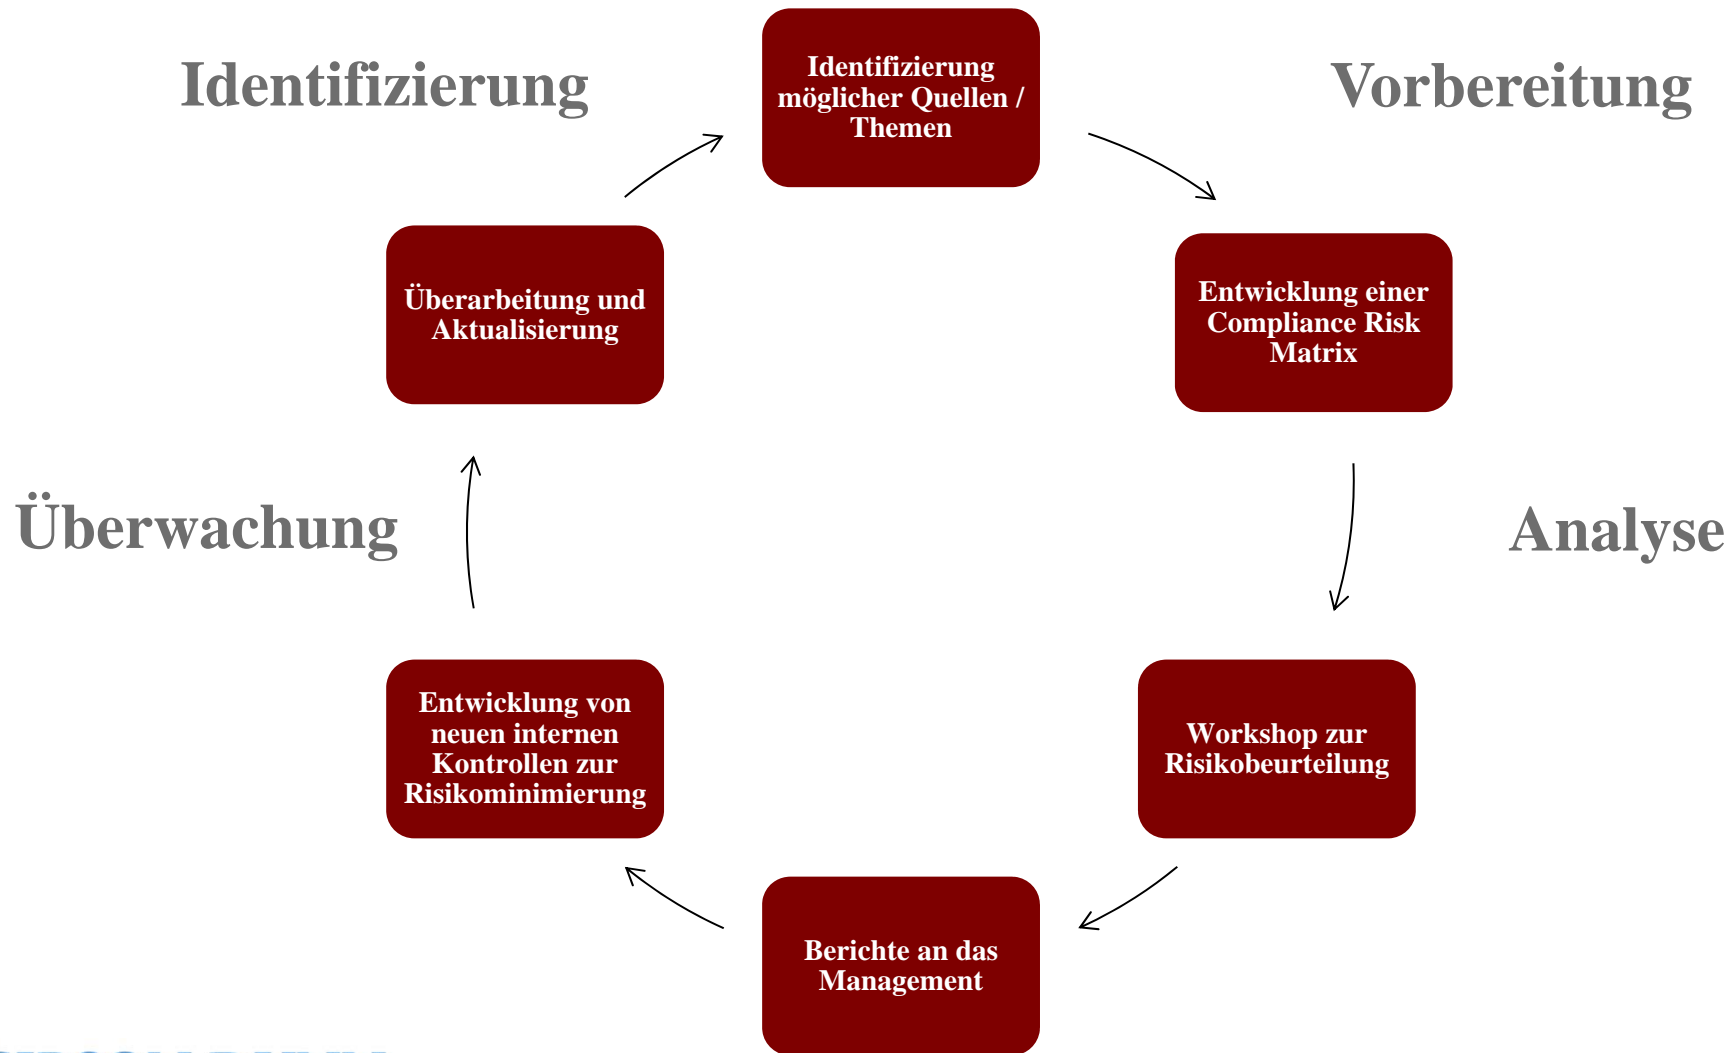 Identifizierung
Vorbereitung
Identifizierung
möglicher Quellen /
Themen
Überarbeitung und
Aktualisierung
Entwicklung einer
Compliance Risk
Matrix
Überwachung
Analyse
Entwicklung von
neuen internen
Kontrollen zur
Risikominimierung
Workshop zur
Risikobeurteilung
Berichte an das
Management